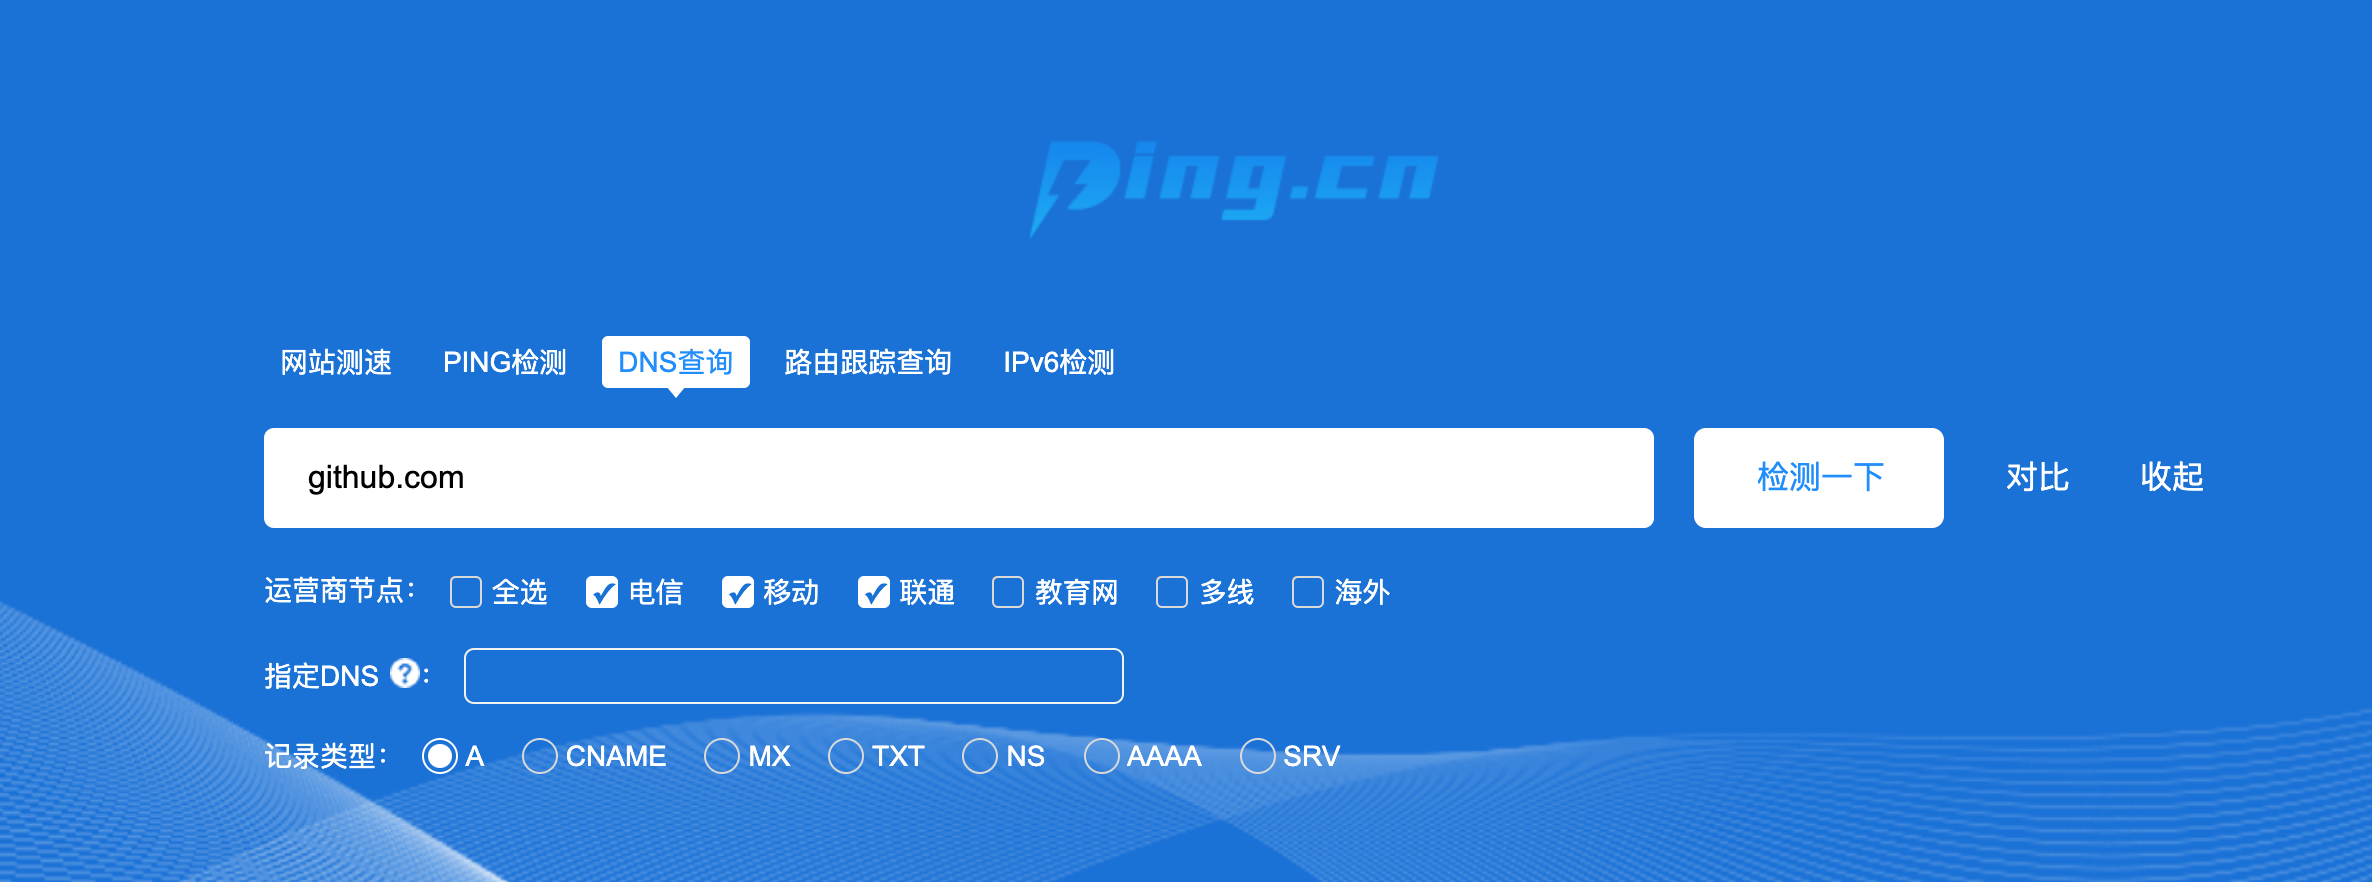 Ping.cn
网站测速 PING检测 DNS查询 路由跟踪查询 IPv6检测
github.com 检测一下 对比 收起
运营商节点： 全选 电信 移动 联通 教育网 多线 海外
指定DNS ?:
记录类型： A CNAME MX TXT NS AAAA SRV